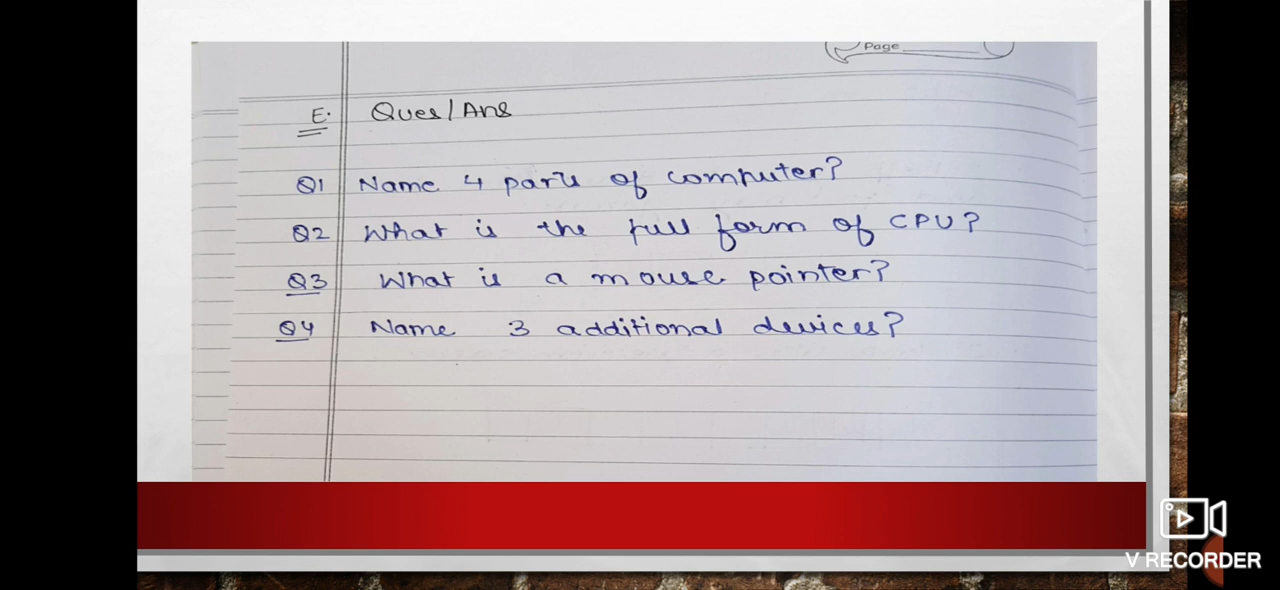 Page
E. Ques/Ans
Q1 Name 4 parts of computer?
Q2 What is the full form of CPU?
Q3 What is a mouse pointer?
Q4 Name 3 additional devices?
V RECORDER